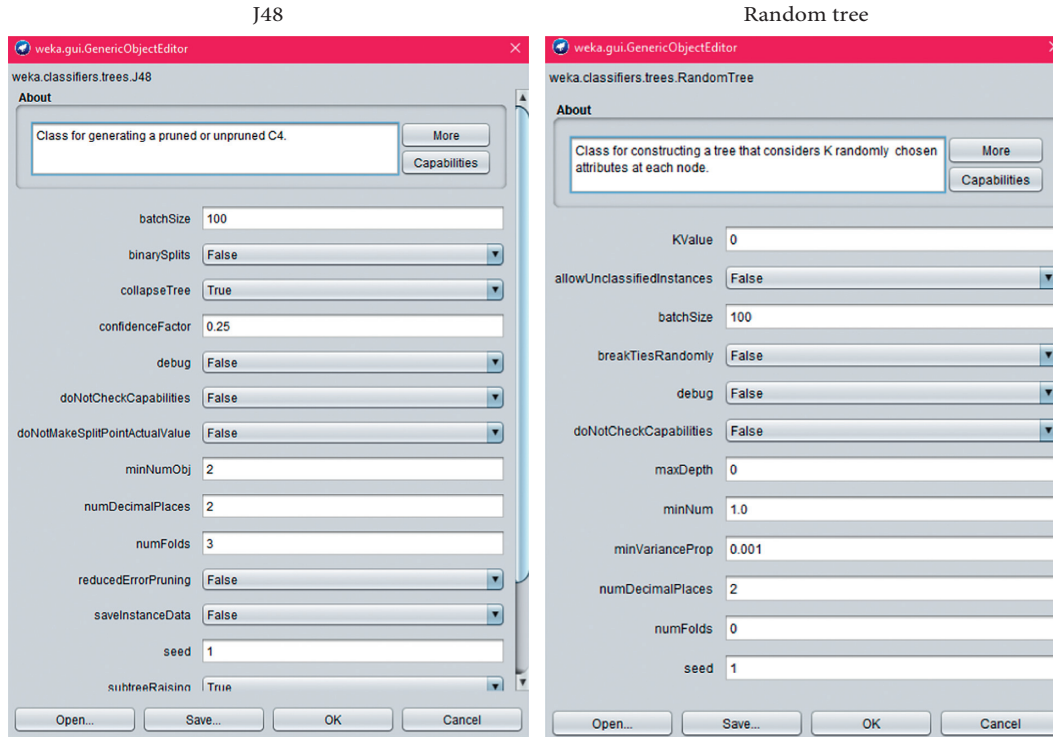 J48
weka.gui.GenericObjectEditor
weka.classifiers.trees.J48
About
Class for generating a pruned or unpruned C4.
More
Capabilities
batchSize 100
binarySplits False
collapseTree True
confidenceFactor 0.25
debug False
doNotCheckCapabilities False
doNotMakeSplitPointActualValue False
minNumObj 2
numDecimalPlaces 2
numFolds 3
reducedErrorPruning False
saveInstanceData False
seed 1
subtreeRaising True
Open... Save... OK Cancel
Random tree
weka.gui.GenericObjectEditor
weka.classifiers.trees.RandomTree
About
Class for constructing a tree that considers K randomly chosen
attributes at each node.
More
Capabilities
KValue 0
allowUnclassifiedInstances False
batchSize 100
breakTiesRandomly False
debug False
doNotCheckCapabilities False
maxDepth 0
minNum 1.0
minVarianceProp 0.001
numDecimalPlaces 2
numFolds 0
seed 1
Open... Save... OK Cancel